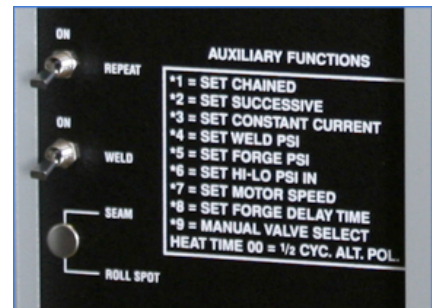 ON
REPEAT
ON
WELD
SEAM
ROLL SPOT
AUXILIARY FUNCTIONS
*1 = SET CHAINED
*2 = SET SUCCESSIVE
*3 = SET CONSTANT CURRENT
*4 = SET WELD PSI
*5 = SET FORGE PSI
*6 = SET HI-LO PSI IN
*7 = SET MOTOR SPEED
*8 = SET FORGE DELAY TIME
*9 = MANUAL VALVE SELECT
HEAT TIME 00 = 1/2 CYC. ALT. POL.